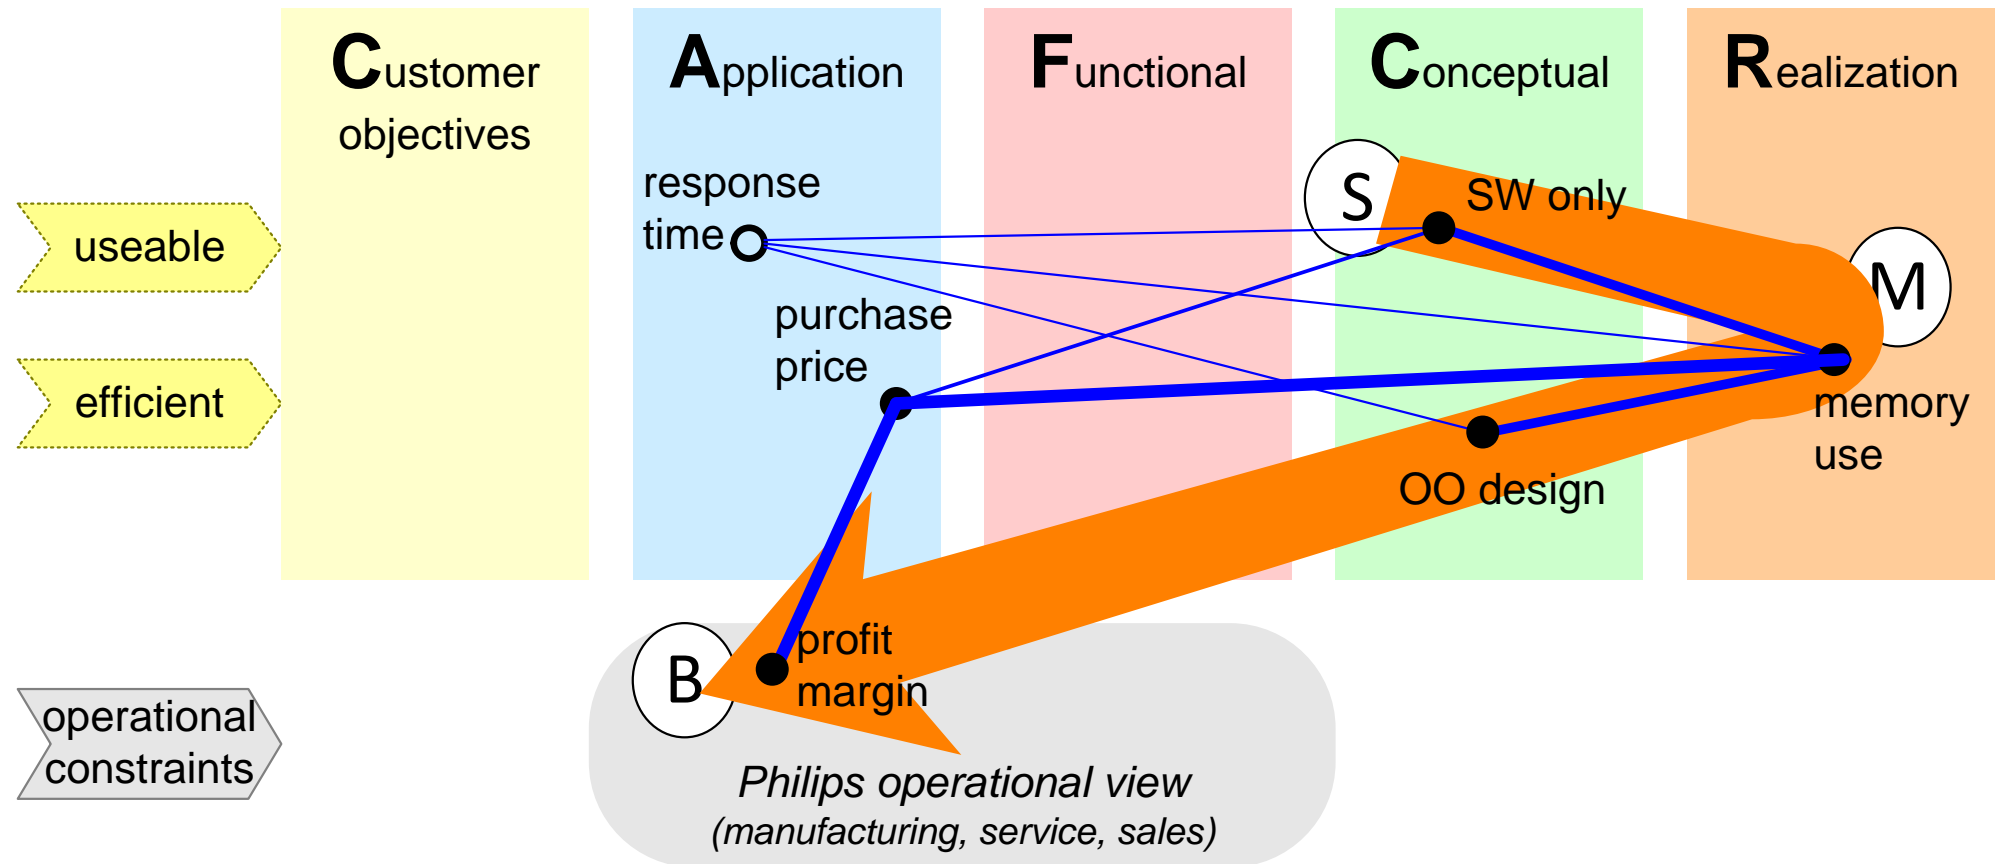 Customer
objectives
Application
Functional
Conceptual
Realization
response
time
S
SW only
useable
M
purchase
price
efficient
memory
use
OO design
B
profit
margin
operational
constraints
Philips operational view
(manufacturing, service, sales)